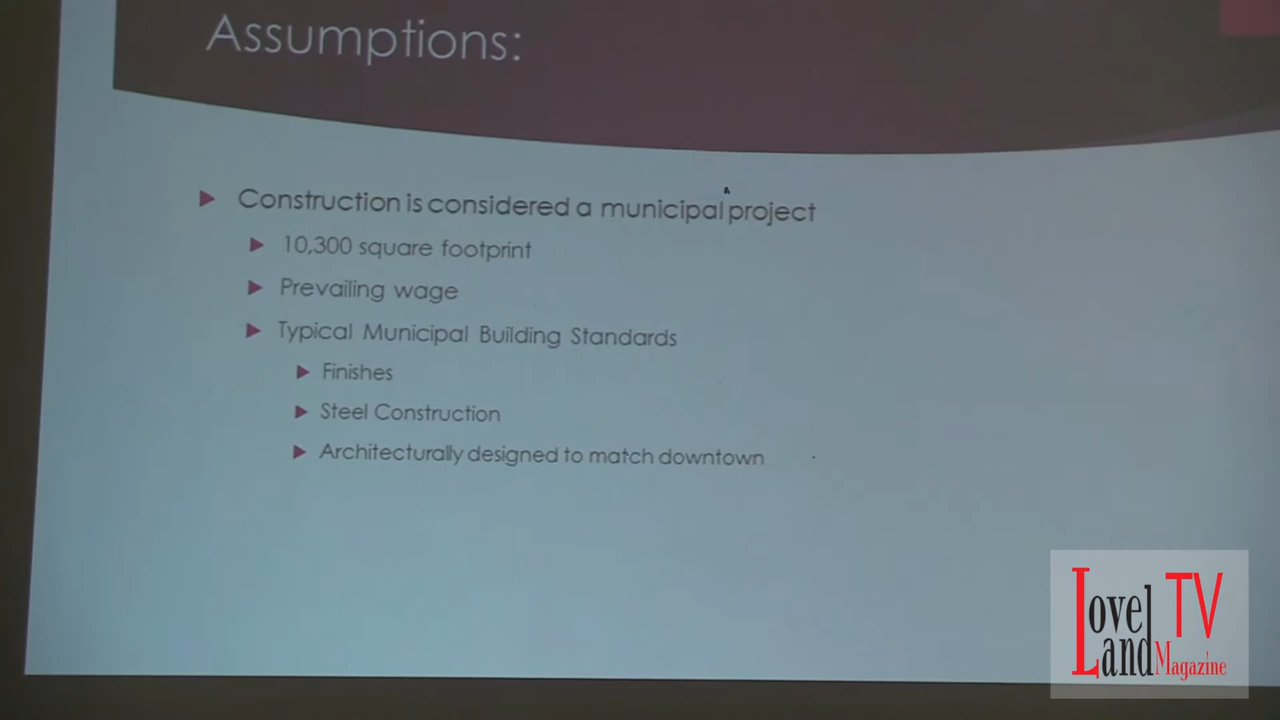 Assumptions:
Construction is considered a municipal project
10,300 square footprint
Prevailing wage
Typical Municipal Building Standards
Finishes
Steel Construction
Architecturally designed to match downtown
Lovel TV
Land Magazine